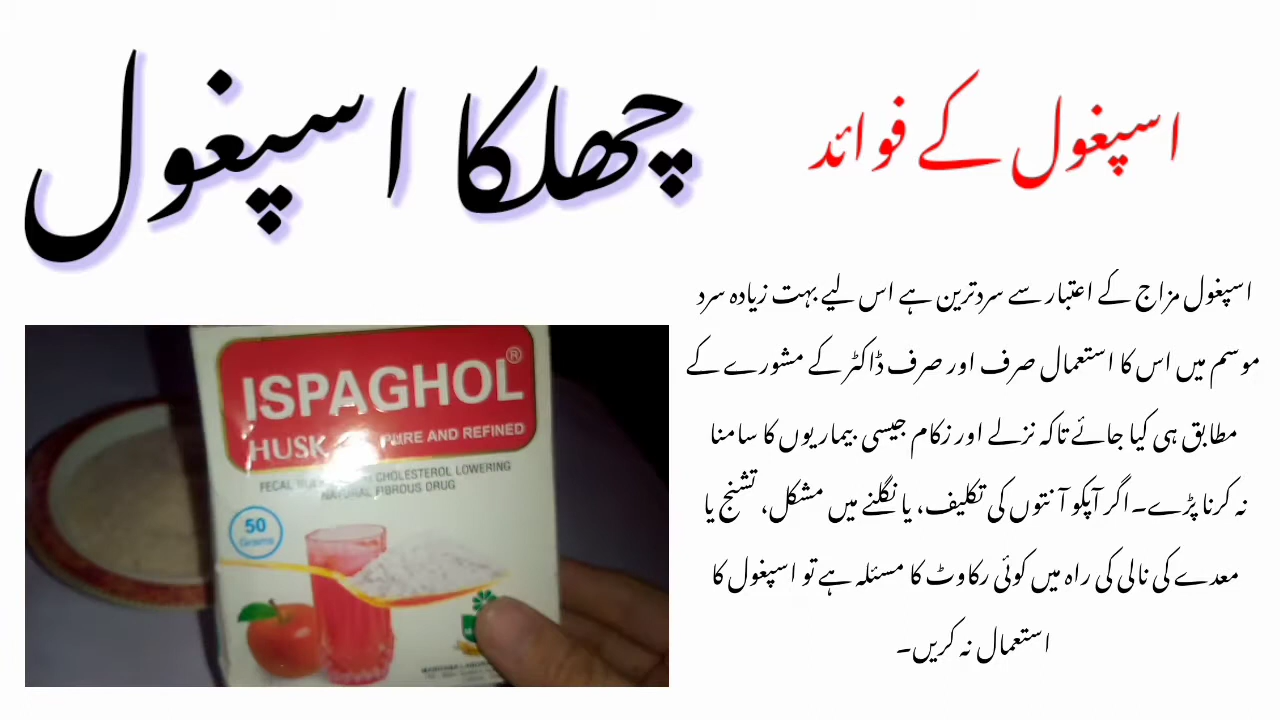 چھلکا اسپغول
اسپغول کے فوائد
اسپغول مزاج کے اعتبار سے سرد ترین ہے اس لیے بہت زیادہ سرد
موسم میں اس کا استعمال صرف اور صرف ڈاکٹر کے مشورے کے
مطابق ہی کیا جائے تاکہ نزلے اور زکام جیسی بیماریوں کا سامنا
نہ کرنا پڑے۔ اگر آپکو آنتوں کی تکلیف، یا نگلنے میں مشکل، تشنج یا
معدے کی نالی کی راہ میں کوئی رکاوٹ کا مسئلہ ہے تو اسپغول کا
استعمال نہ کریں۔
ISPAGHOL®
HUSK PURE AND REFINED
FECAL CHOLESTEROL LOWERING
NATURAL FIBROUS DRUG
50
Grams